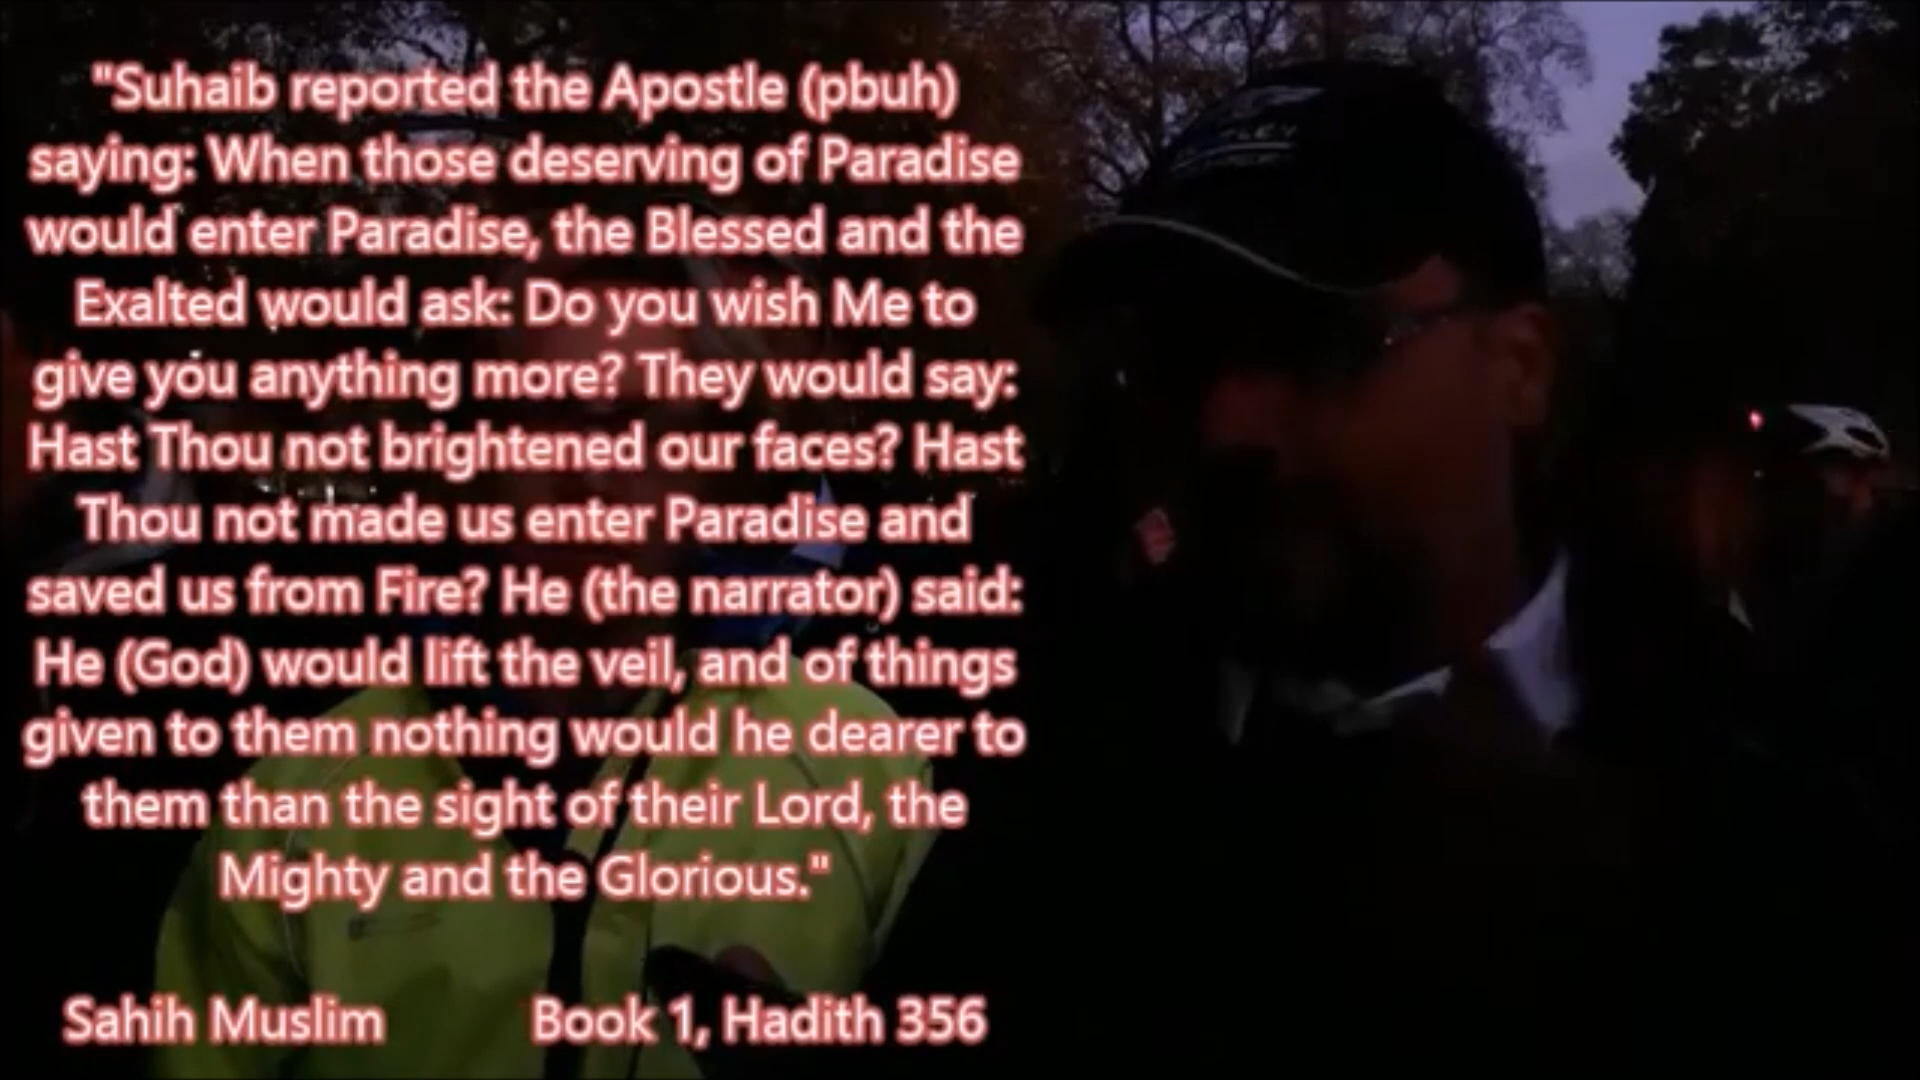 "Suhaib reported the Apostle (pbuh)
saying: When those deserving of Paradise
would enter Paradise, the Blessed and the
Exalted would ask: Do you wish Me to
give you anything more? They would say:
Hast Thou not brightened our faces? Hast
Thou not made us enter Paradise and
saved us from Fire? He (the narrator) said:
He (God) would lift the veil, and of things
given to them nothing would he dearer to
them than the sight of their Lord, the
Mighty and the Glorious."
Sahih Muslim Book 1, Hadith 356